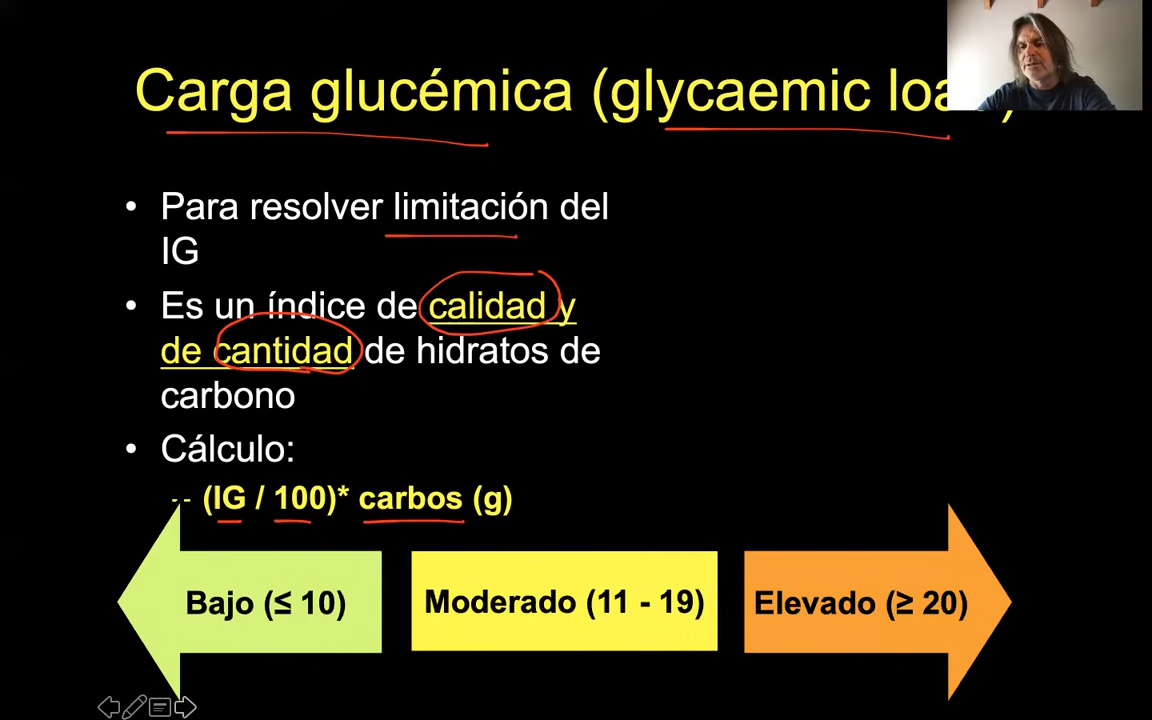 Carga glucémica (glycaemic loa )
• Para resolver limitación del
IG
• Es un índice de calidad y
de cantidad de hidratos de
carbono
• Cálculo:
- (IG / 100)* carbos (g)
Bajo (≤ 10)
Moderado (11 - 19)
Elevado (≥ 20)